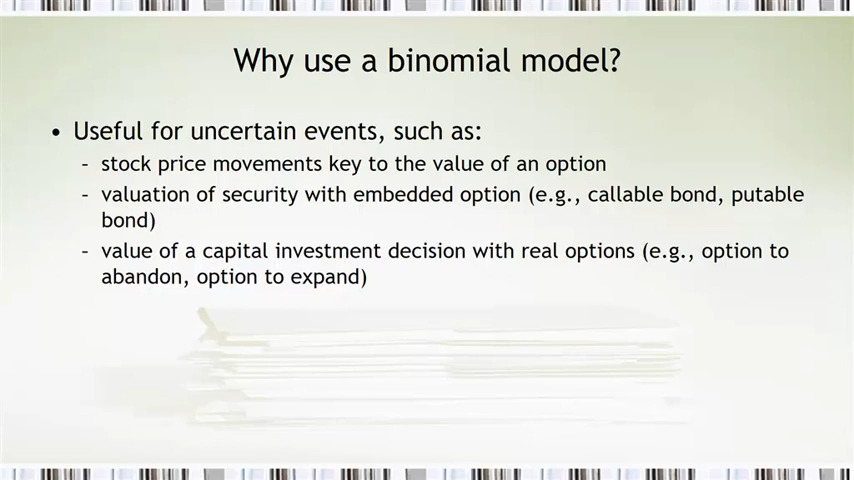 Why use a binomial model?
• Useful for uncertain events, such as:
– stock price movements key to the value of an option
– valuation of security with embedded option (e.g., callable bond, putable
bond)
– value of a capital investment decision with real options (e.g., option to
abandon, option to expand)